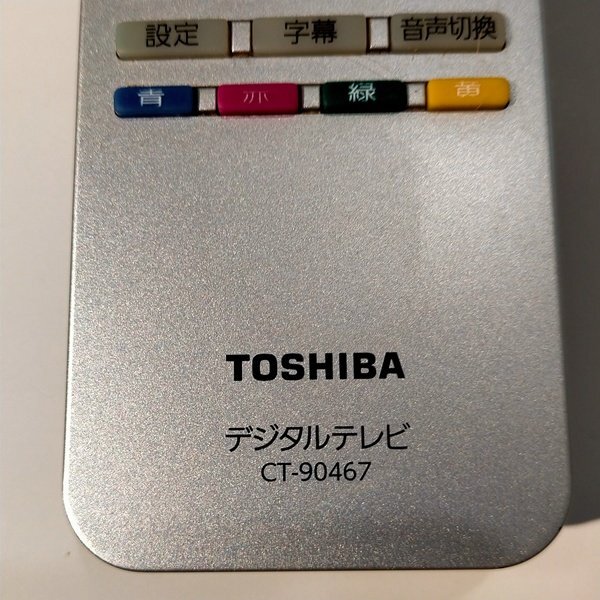 設定 字幕 音声切換
青 赤 緑 黄
TOSHIBA
デジタルテレビ
CT-90467